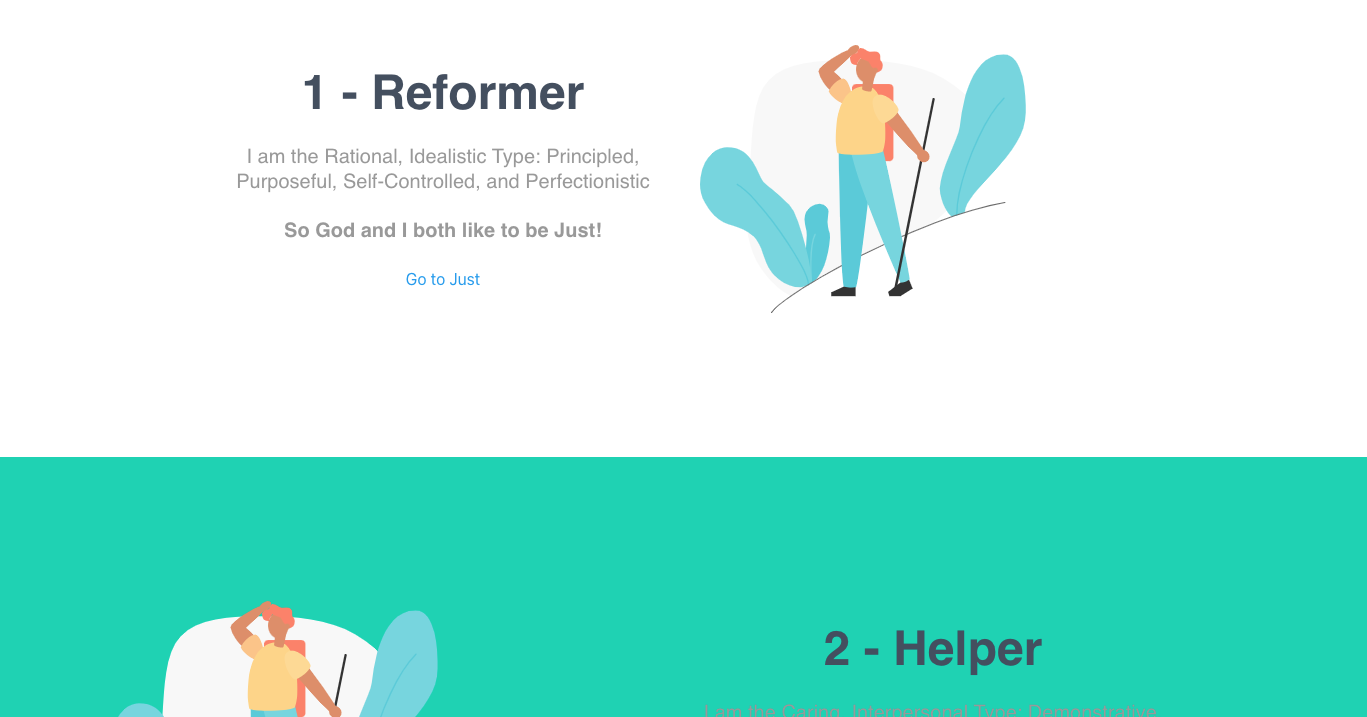 1 - Reformer
I am the Rational, Idealistic Type: Principled,
Purposeful, Self-Controlled, and Perfectionistic
So God and I both like to be Just!
Go to Just
2 - Helper
I am the Caring, Interpersonal Type: Demonstrative,